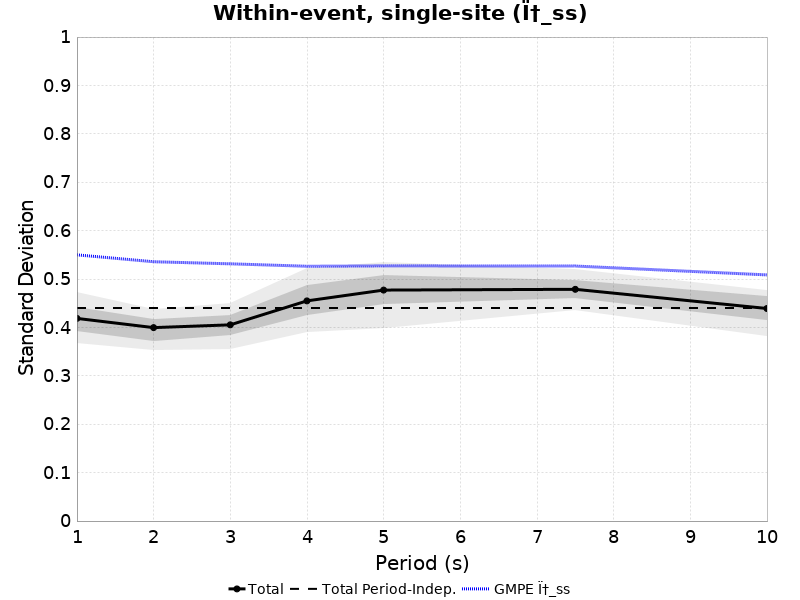 Within-event, single-site (Ï†_ss)
1
0.9
0.8
0.7
0.6
0.5
0.4
0.3
0.2
0.1
0
Standard Deviation
1 2 3 4 5 6 7 8 9 10
Period (s)
Total Total Period-Indep. GMPE Ï†_ss